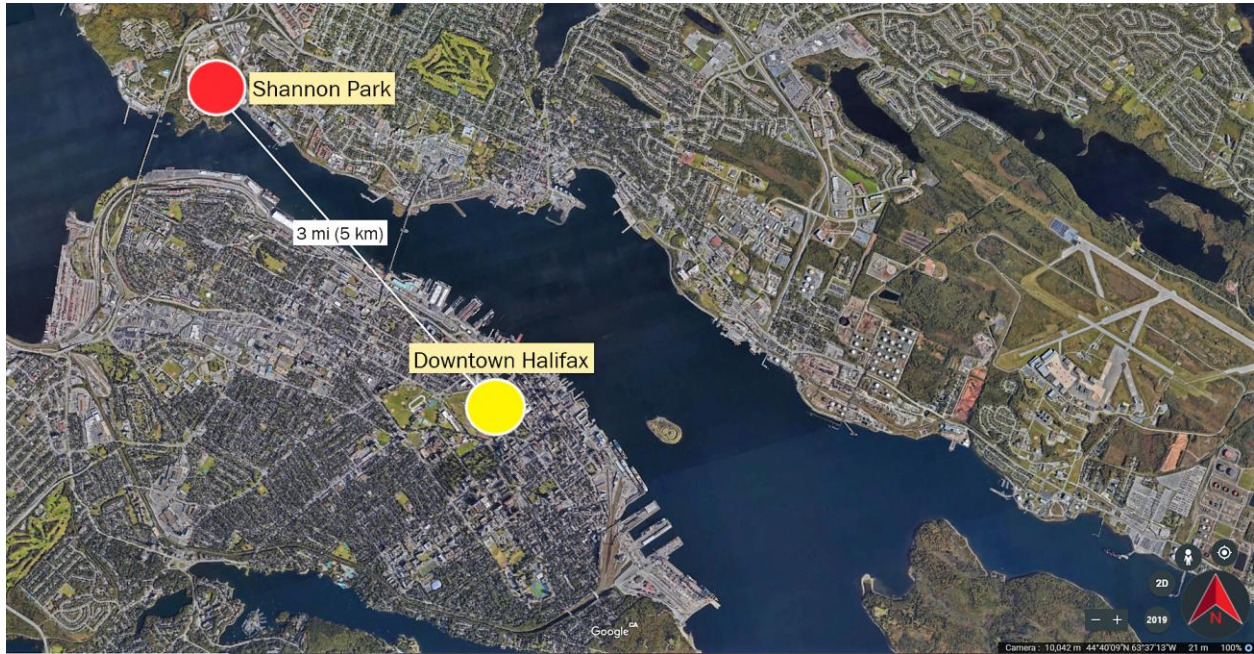 Shannon Park
3 mi (5 km)
Downtown Halifax
2D
N
2019
Google
Camera : 10,042 m 44°40'09"N 63°37'13"W 21 m 100%